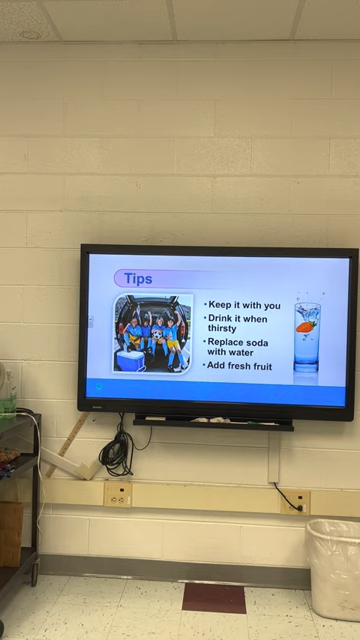 Tips
• Keep it with you
• Drink it when
thirsty
• Replace soda
with water
• Add fresh fruit